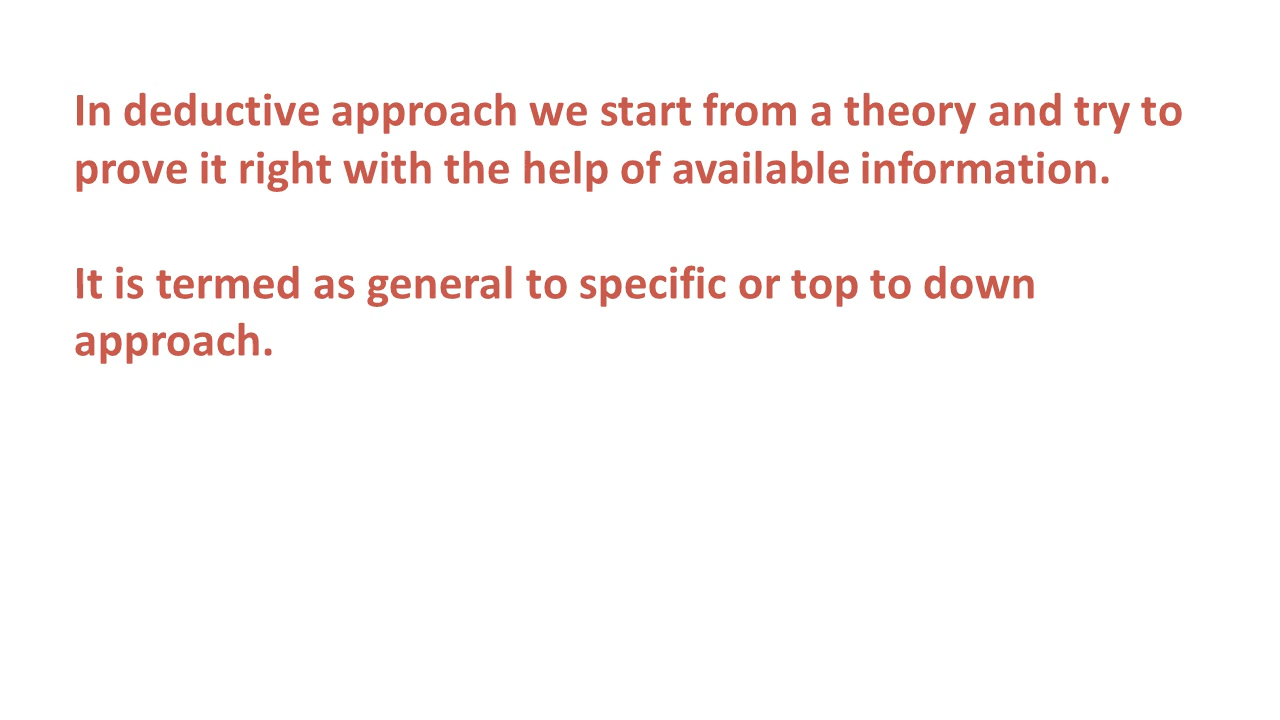 In deductive approach we start from a theory and try to
prove it right with the help of available information.
It is termed as general to specific or top to down
approach.